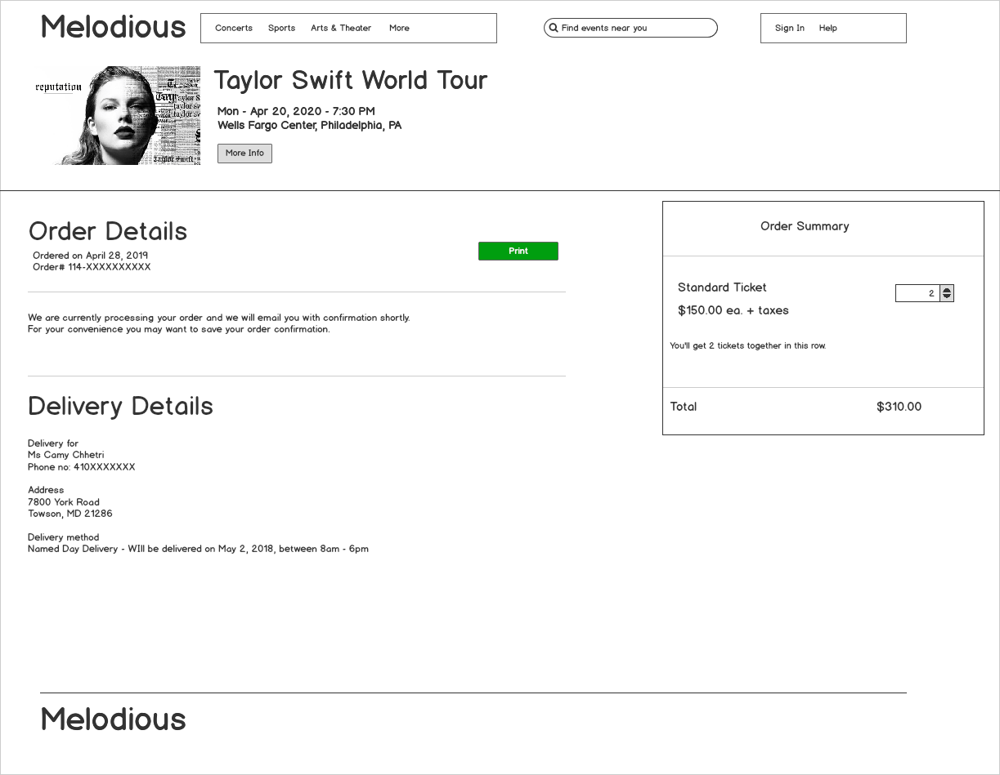 Melodious
Concerts Sports Arts & Theater More
Find events near you
Sign In Help
reputation
Taylor Swift World Tour
Mon - Apr 20, 2020 - 7:30 PM
Wells Fargo Center, Philadelphia, PA
More Info
Order Details
Ordered on April 28, 2019
Order# 114-XXXXXXXXXX
Print
We are currently processing your order and we will email you with confirmation shortly.
For your convenience you may want to save your order confirmation.
Delivery Details
Delivery for
Ms Camy Chhetri
Phone no: 410XXXXXXX
Address
7800 York Road
Towson, MD 21286
Delivery method
Named Day Delivery - WIll be delivered on May 2, 2018, between 8am - 6pm
Order Summary
Standard Ticket
2
$150.00 ea. + taxes
You'll get 2 tickets together in this row.
Total $310.00
Melodious